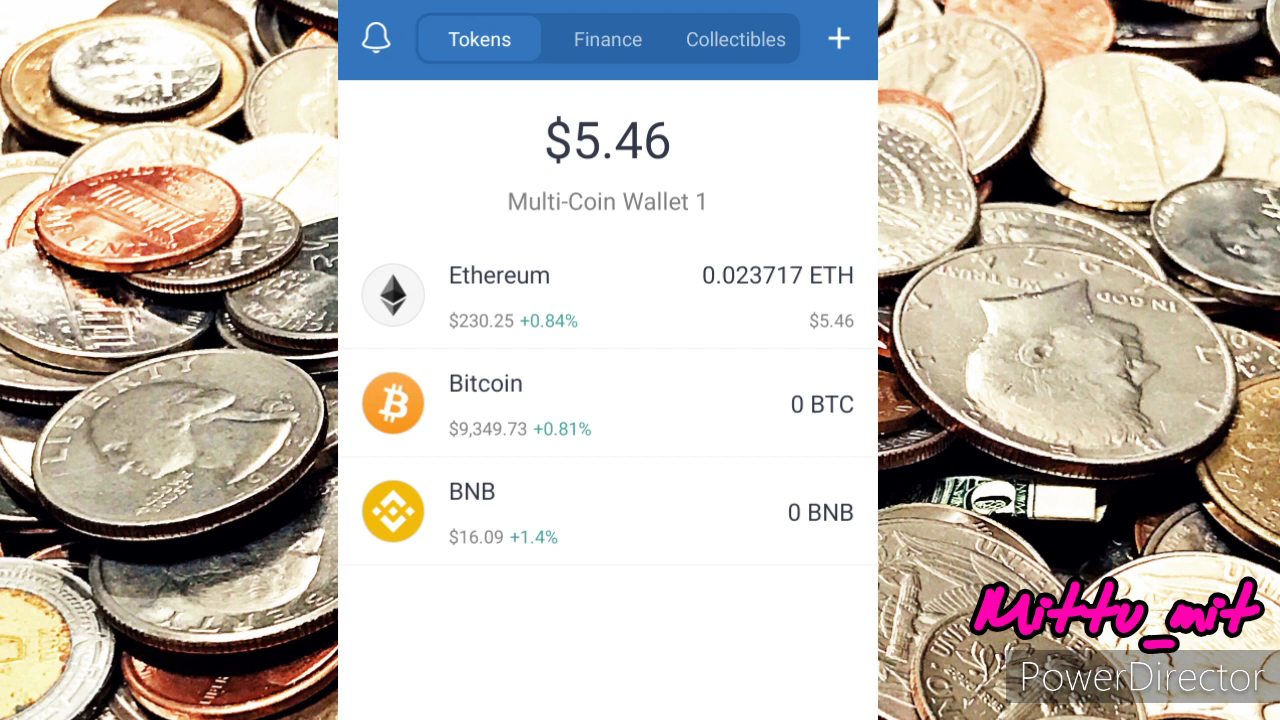 Tokens
Finance
Collectibles
$5.46
Multi-Coin Wallet 1
Ethereum
0.023717 ETH
$230.25 +0.84%
$5.46
Bitcoin
$9,349.73 +0.81%
0 BTC
BNB
$16.09 +1.4%
0 BNB
LIBERTY
IN GOD
WE TRUST
Mittu_mit
PowerDirector